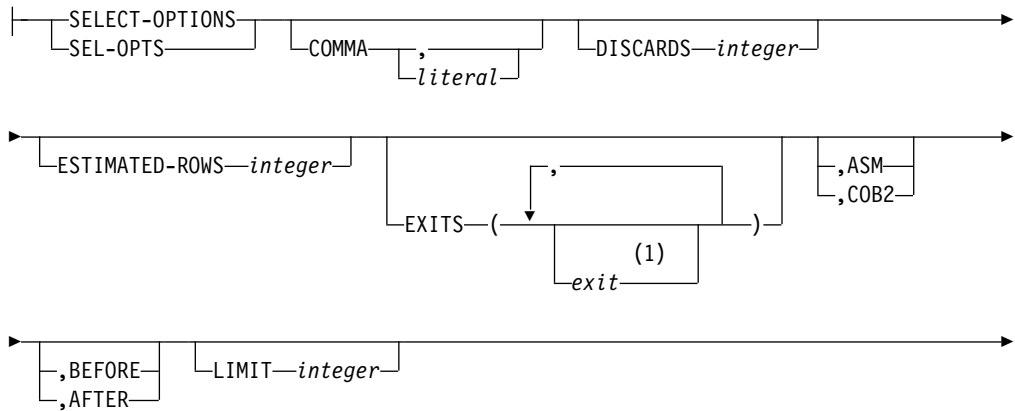 SELECT-OPTIONS
SEL-OPTS
COMMA ,
literal
DISCARDS integer
ESTIMATED-ROWS integer
,
EXITS ( )
(1)
exit
,ASM
,COB2
,BEFORE
,AFTER
LIMIT integer